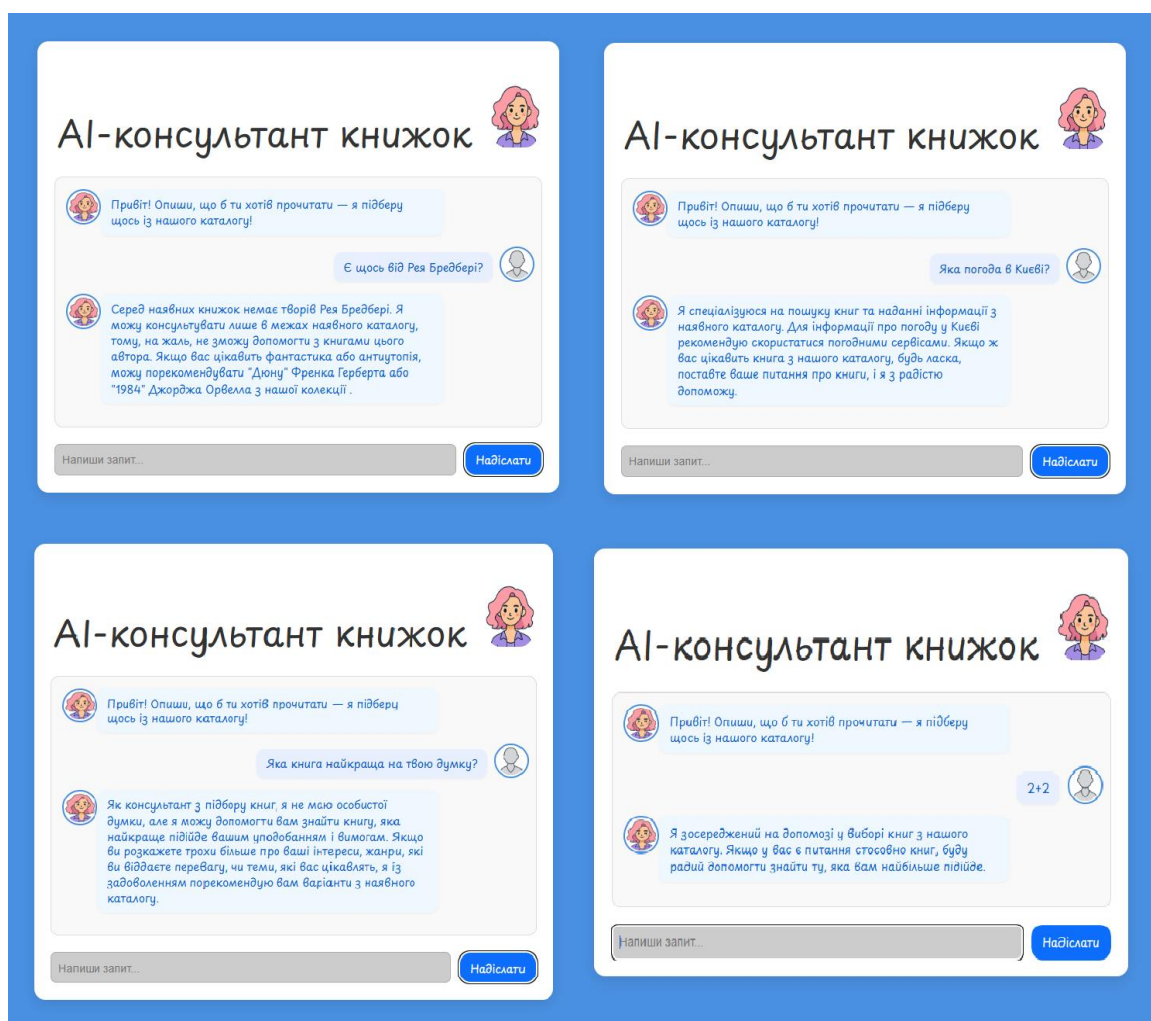 AI-консультант книжок
Привіт! Опиши, що б ти хотів прочитати — я підберу
щось із нашого каталогу!
Є щось від Рея Бредбері?
Серед наявних книжок немає творів Рея Бредбері. Я
можу консультувати лише в межах наявного каталогу,
тому, на жаль, не зможу допомогти з книгами цього
автора. Якщо вас цікавить фантастика або антиутопія,
можу порекомендувати "Дюну" Френка Герберта або
"1984" Джорджа Орвелла з нашої колекції .
Напиши запит...
Надіслати
AI-консультант книжок
Привіт! Опиши, що б ти хотів прочитати — я підберу
щось із нашого каталогу!
Яка погода в Києві?
Я спеціалізуюся на пошуку книг та наданні інформації з
наявного каталогу. Для інформації про погоду у Києві
рекомендую скористатися погодними сервісами. Якщо ж
вас цікавить книга з нашого каталогу, будь ласка,
поставте ваше питання про книги, і я з радістю
допоможу.
Напиши запит...
Надіслати
AI-консультант книжок
Привіт! Опиши, що б ти хотів прочитати — я підберу
щось із нашого каталогу!
Яка книга найкраща на твою думку?
Як консультант з підбору книг, я не маю особистої
думки, але я можу допомогти вам знайти книгу, яка
найкраще підійде вашим уподобанням і вимогам. Якщо
ви розкажете трохи більше про ваші інтереси, жанри, які
ви віддаєте перевагу, чи теми, які вас цікавлять, я із
задоволенням порекомендую вам варіанти з наявного
каталогу.
Напиши запит...
Надіслати
AI-консультант книжок
Привіт! Опиши, що б ти хотів прочитати — я підберу
щось із нашого каталогу!
2+2
Я зосереджений на допомозі у виборі книг з нашого
каталогу. Якщо у вас є питання стосовно книг, буду
радий допомогти знайти ту, яка вам найбільше підійде.
Напиши запит...
Надіслати